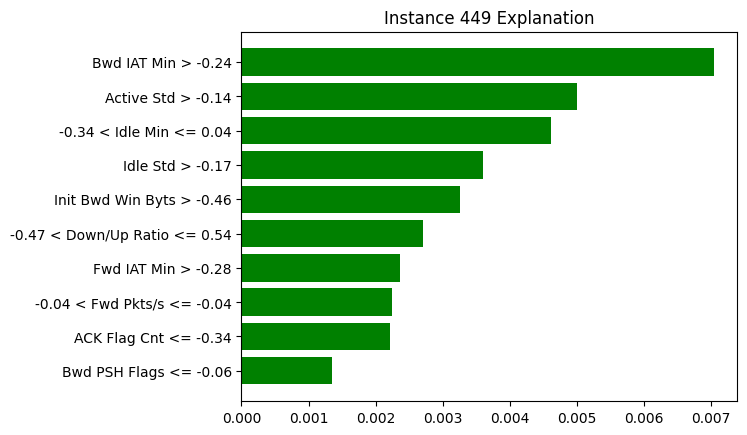 Instance 449 Explanation
Bwd IAT Min > -0.24
Active Std > -0.14
-0.34 < Idle Min <= 0.04
Idle Std > -0.17
Init Bwd Win Byts > -0.46
-0.47 < Down/Up Ratio <= 0.54
Fwd IAT Min > -0.28
-0.04 < Fwd Pkts/s <= -0.04
ACK Flag Cnt <= -0.34
Bwd PSH Flags <= -0.06
0.000 0.001 0.002 0.003 0.004 0.005 0.006 0.007